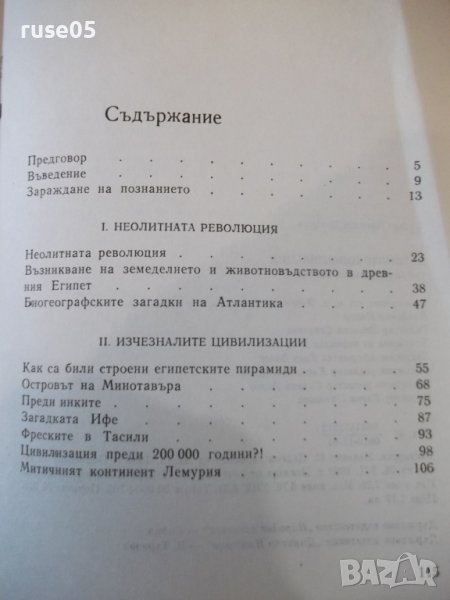 ruse05
Съдържание
Предговор . . . . . . . . . . 5
Въведение . . . . . . . . . . 9
Зараждане на познанието . . . . . . . 13
I. НЕОЛИТНАТА РЕВОЛЮЦИЯ
Неолитната революция . . . . . . . 23
Възникване на земеделието и животновъдството в древ-
ния Египет . . . . . . . . . . 38
Биогеографските загадки на Атлантика . . . . 47
II. ИЗЧЕЗНАЛИТЕ ЦИВИЛИЗАЦИИ
Как са били строени египетските пирамиди . . . . 55
Островът на Минотавъра . . . . . . . 68
Преди инките . . . . . . . . . 75
Загадката Ифе . . . . . . . . . 87
Фреските в Тасили . . . . . . . . 93
Цивилизация преди 200 000 години?! . . . . . 98
Митичният континент Лемурия . . . . . . 106
BAZAR